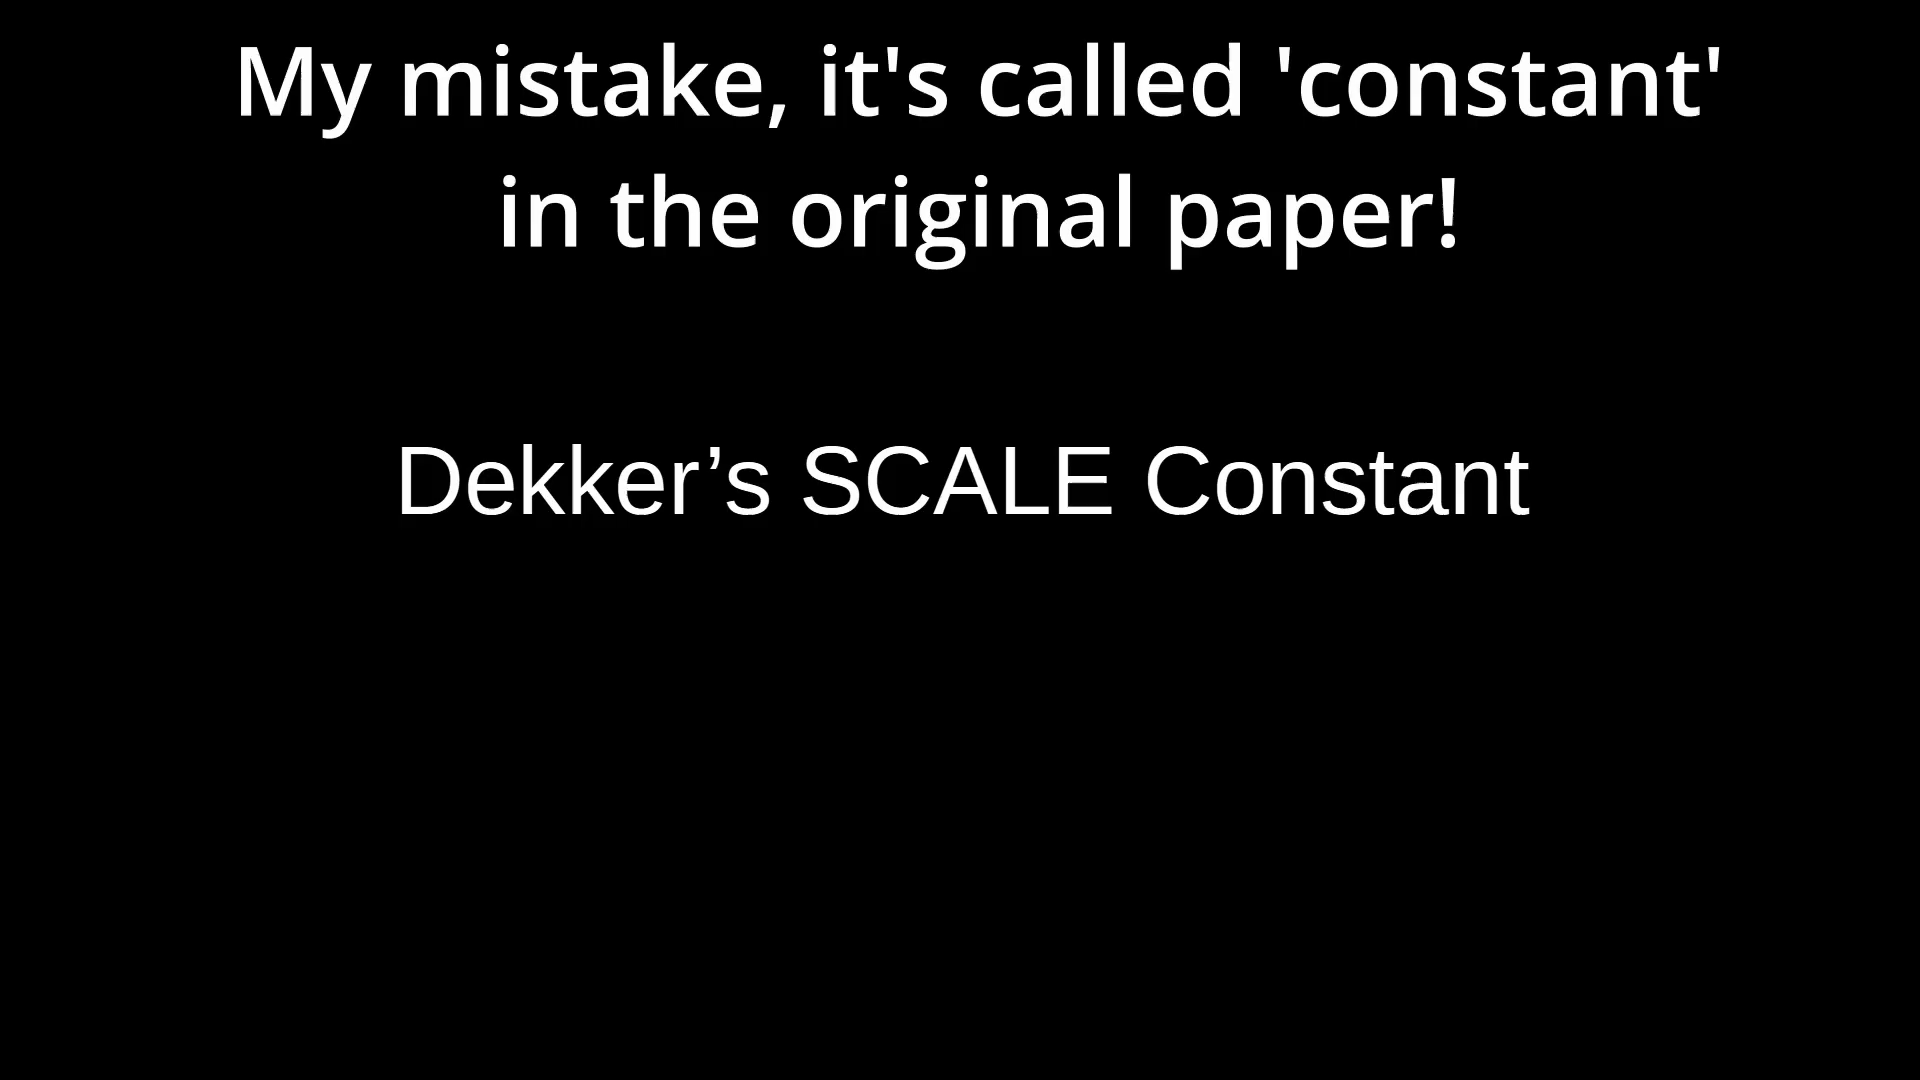 My mistake, it's called 'constant'
in the original paper!
Dekker’s SCALE Constant